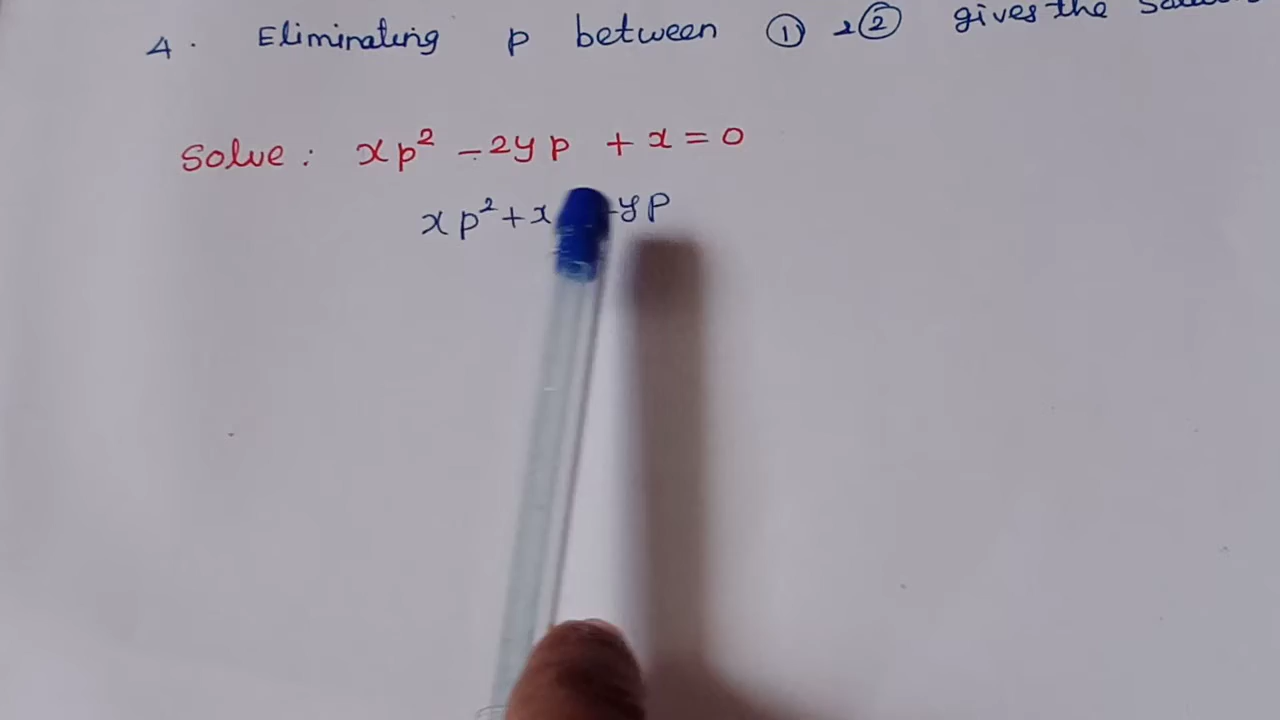 4. Eliminating p between ① & ② gives the
Solve : xp² - 2yp + x = 0
xp² + x yp